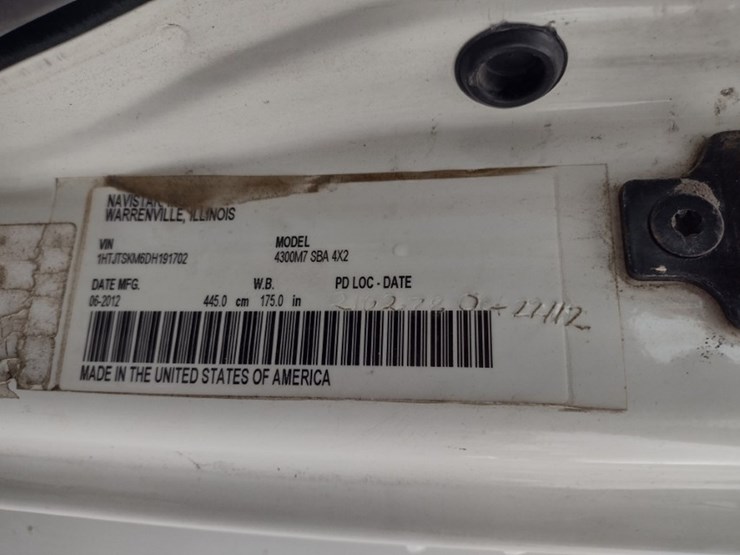 NAVISTAR
WARRENVILLE, ILLINOIS
VIN MODEL
1HTJTSKM6DH191702 4300M7 SBA 4X2
DATE MFG. W.B. PD LOC - DATE
06-2012 445.0 cm 175.0 in
MADE IN THE UNITED STATES OF AMERICA